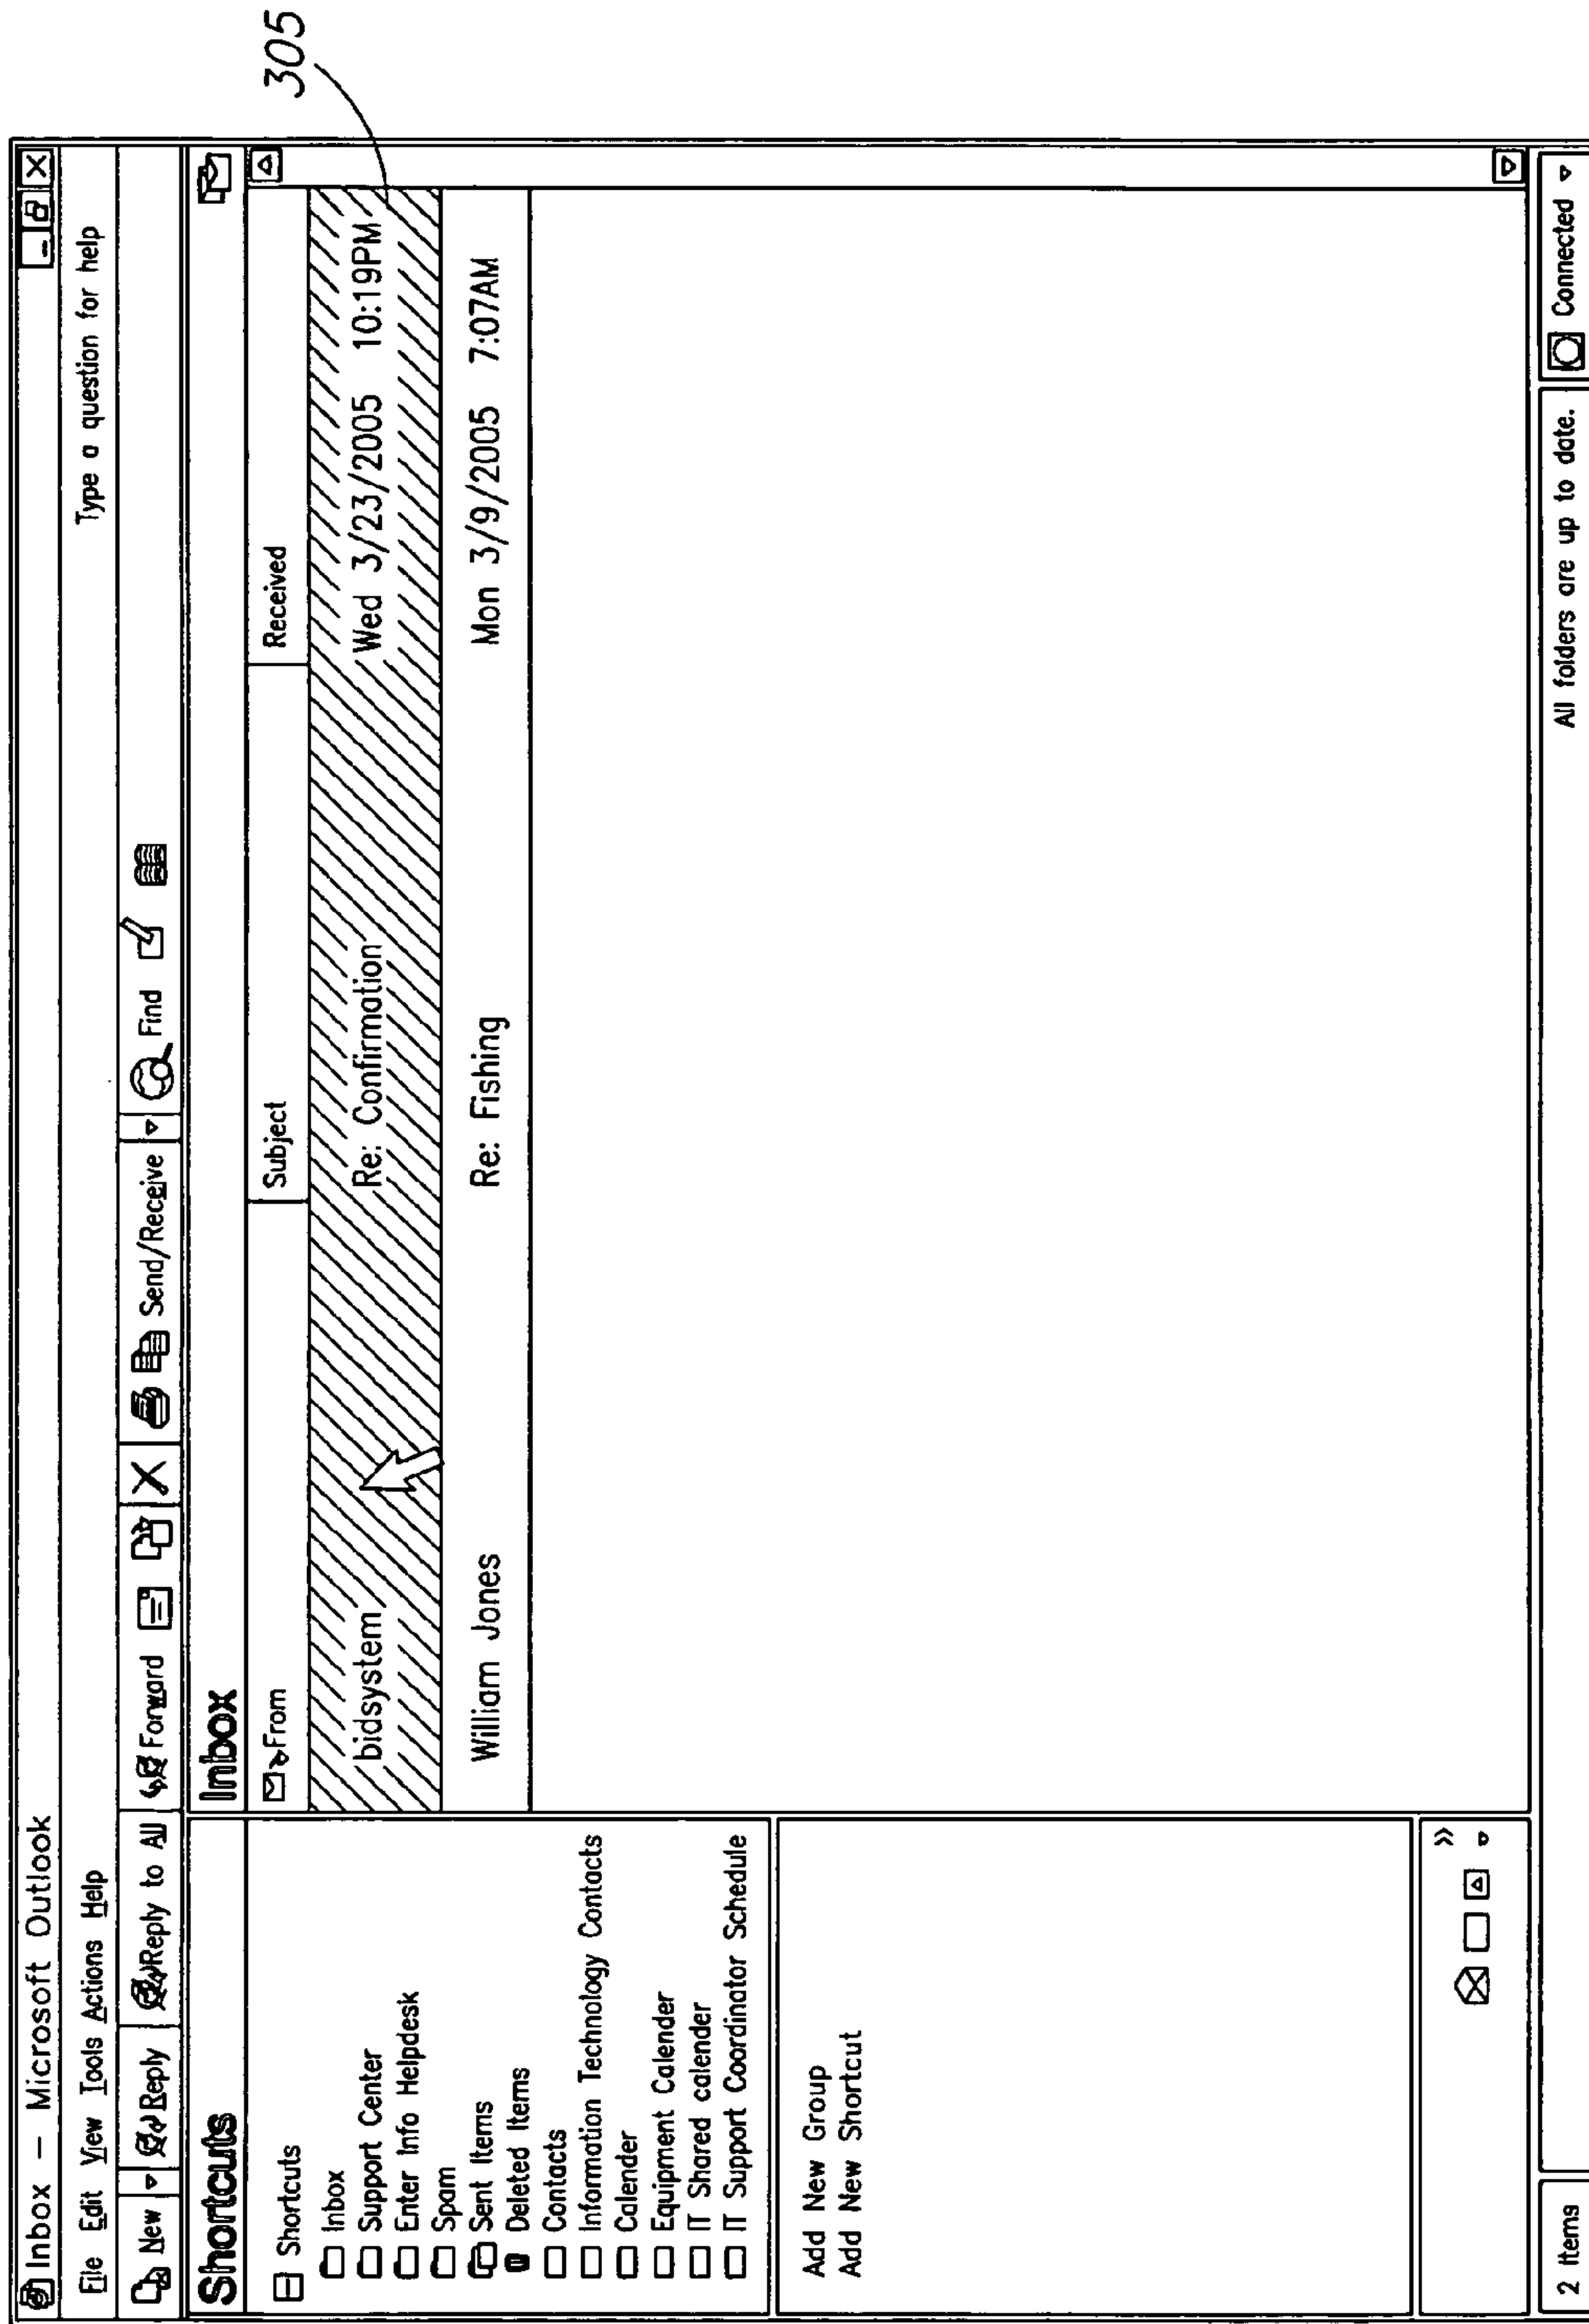 Inbox – Microsoft Outlook
File Edit View Tools Actions Help Type a question for help
New Reply Reply to All Forward Send/Receive Find
Shortcuts
Shortcuts
Inbox
Support Center
Enter Info Helpdesk
Spam
Sent Items
Deleted Items
Contacts
Information Technology Contacts
Calender
Equipment Calender
IT Shared calender
IT Support Coordinator Schedule
Add New Group
Add New Shortcut
Inbox
From Subject Received
bidsystem Re: Confirmation Wed 3/23/2005 10:19PM
William Jones Re: Fishing Mon 3/9/2005 7:07AM
305
2 Items All folders are up to date. Connected